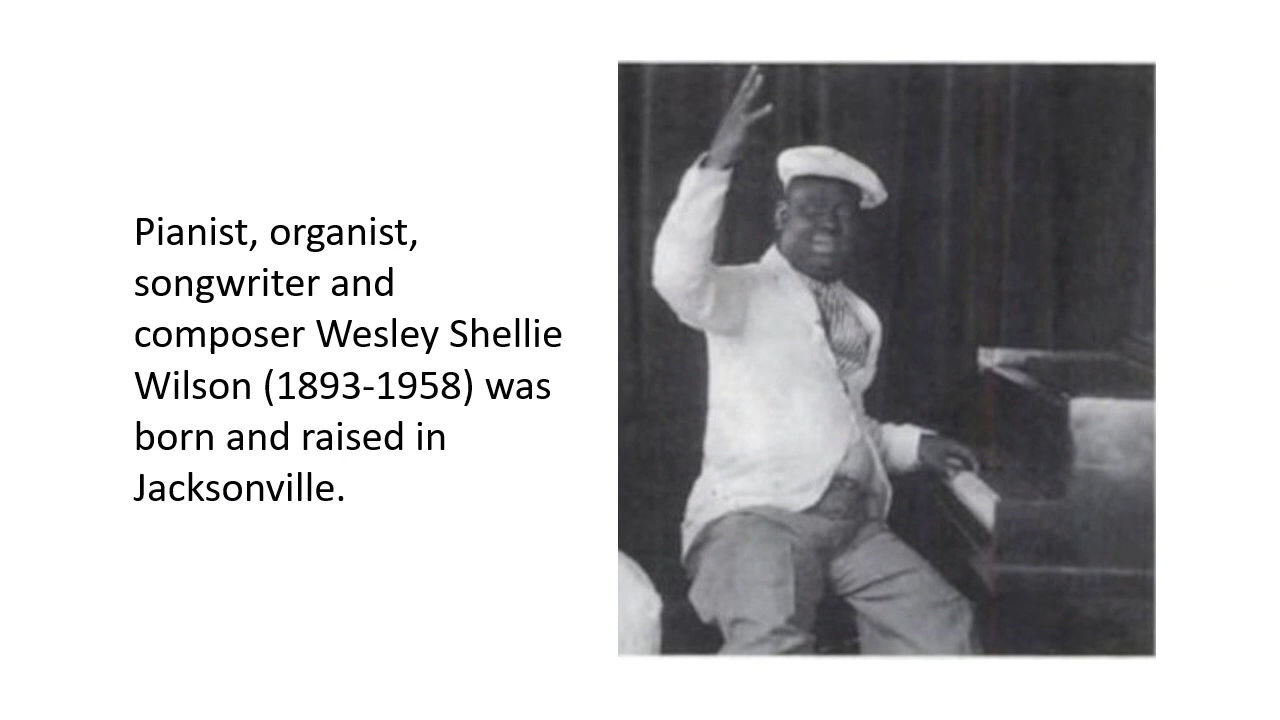 Pianist, organist,
songwriter and
composer Wesley Shellie
Wilson (1893-1958) was
born and raised in
Jacksonville.